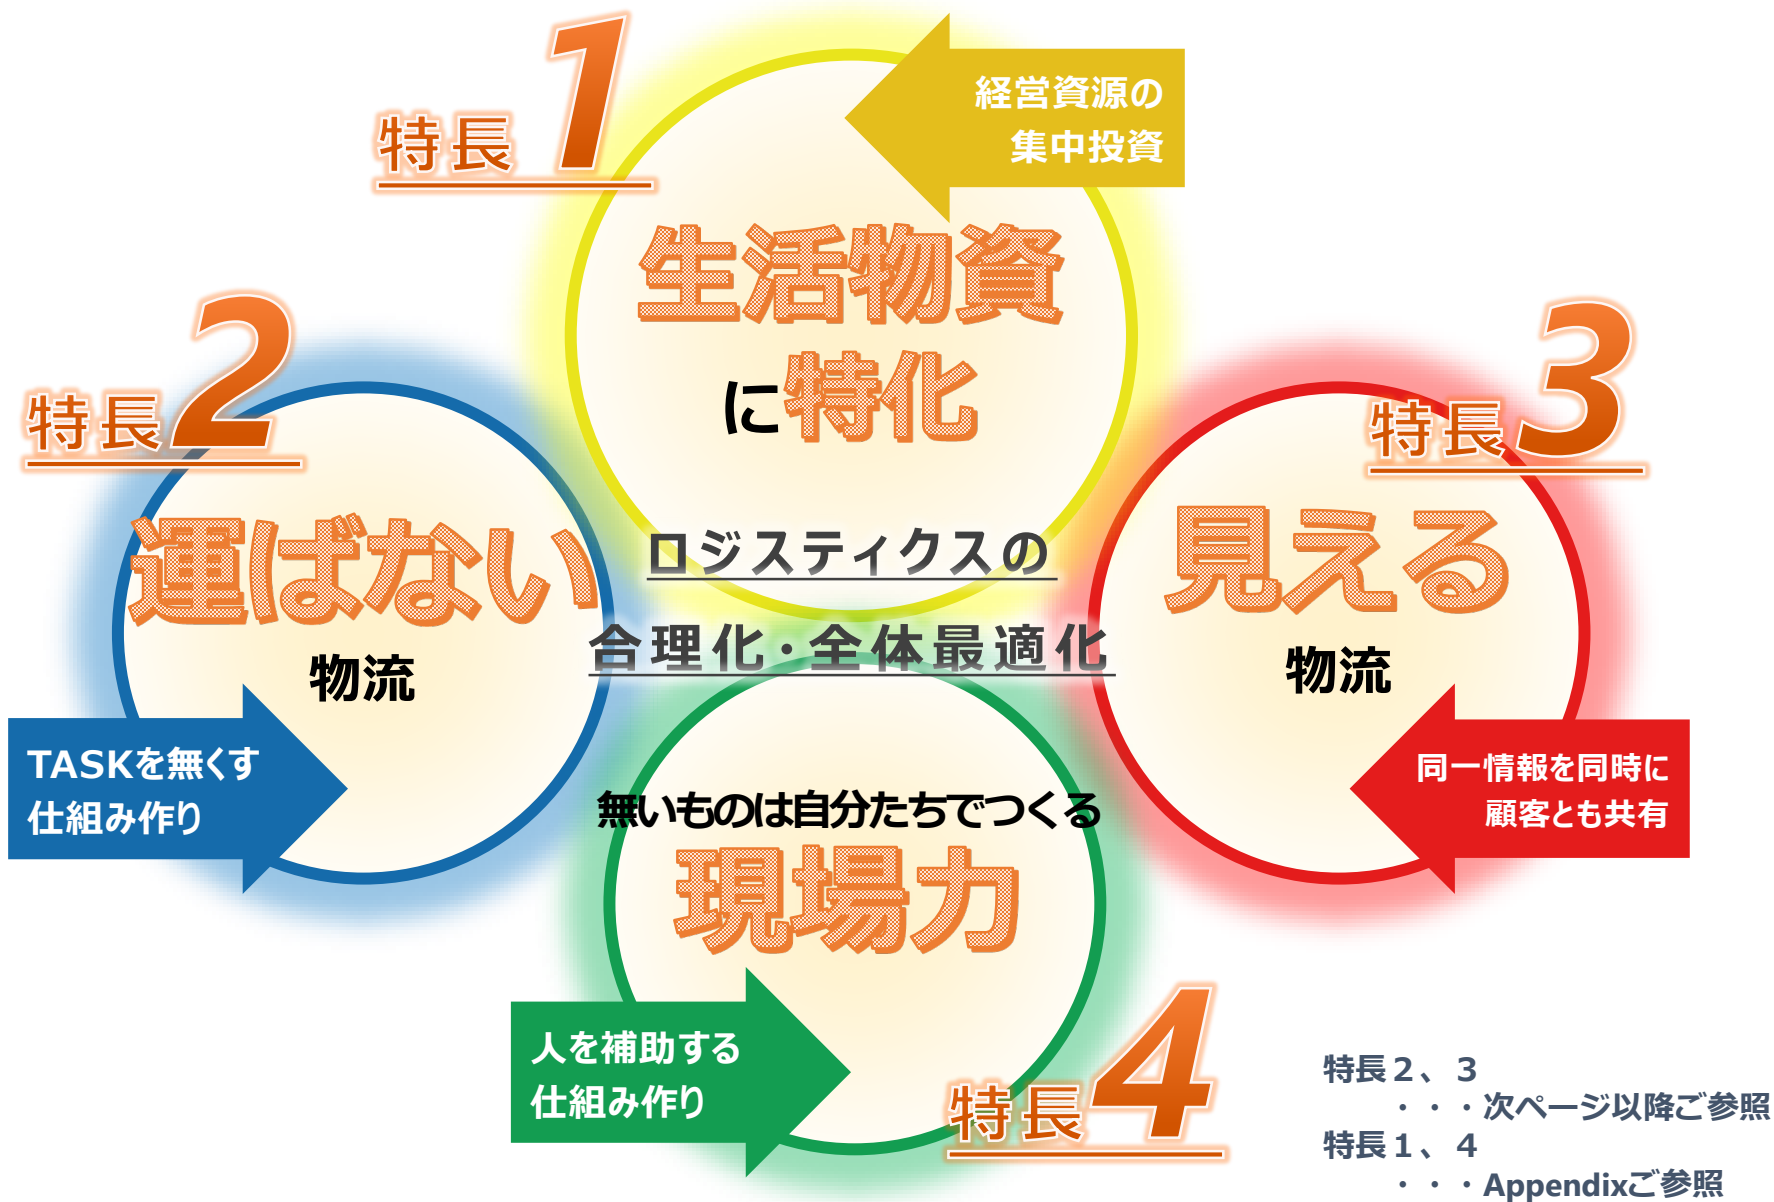 特長1
経営資源の
集中投資
生活物資
に特化
特長2
運ばない
物流
TASKを無くす
仕組み作り
ロジスティクスの
合理化・全体最適化
特長3
見える
物流
同一情報を同時に
顧客とも共有
無いものは自分たちでつくる
現場力
人を補助する
仕組み作り
特長4
特長２、３
・・・次ページ以降ご参照
特長１、４
・・・Appendixご参照